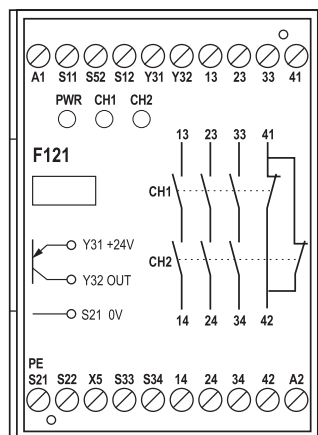 A1 S11 S52 S12 Y31 Y32 13 23 33 41
PWR CH1 CH2
F121
13 23 33 41
CH1
Y31 +24V
CH2
Y32 OUT
S21 0V
14 24 34 42
PE
S21 S22 X5 S33 S34 14 24 34 42 A2